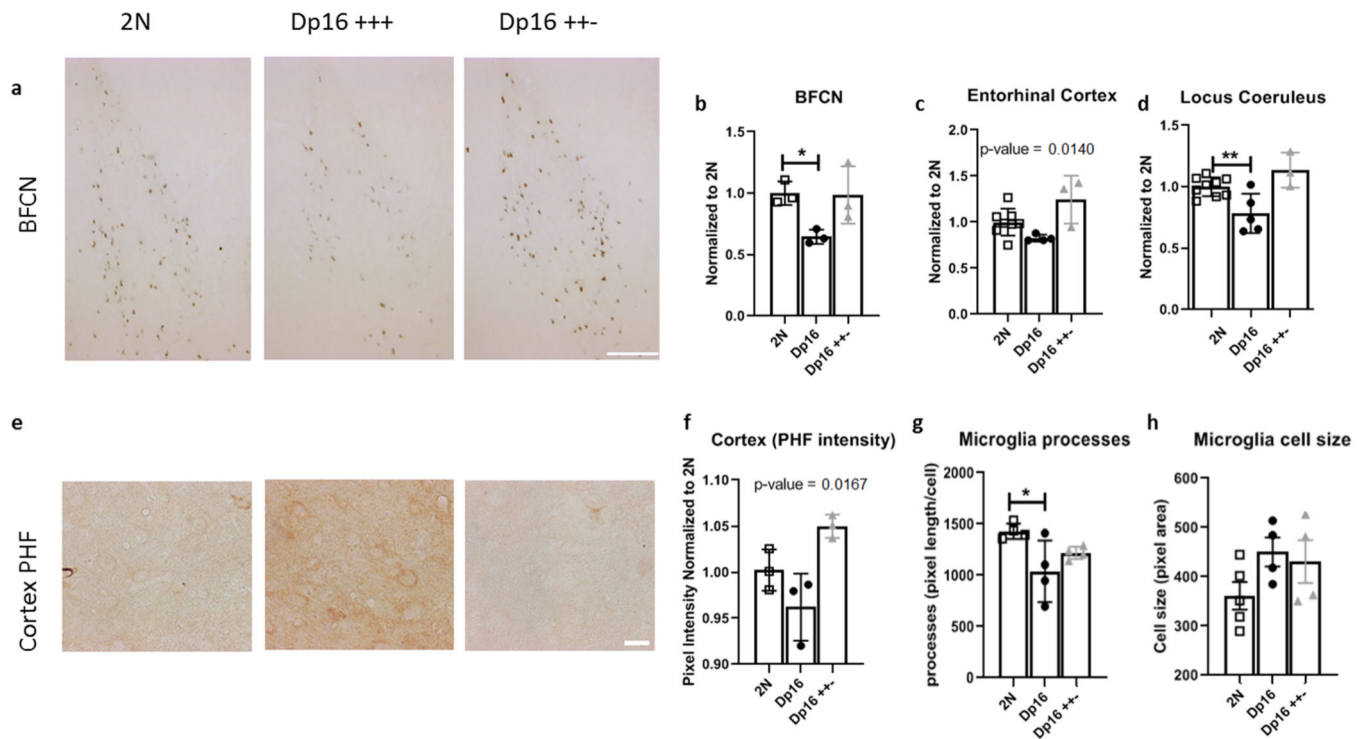 2N Dp16 +++ Dp16 ++-
a
BFCN
b
BFCN
Normalized to 2N
1.5
1.0
0.5
0.0
*
2N Dp16 Dp16 ++-
c
Entorhinal Cortex
Normalized to 2N
2.0
1.5
1.0
0.5
0.0
p-value = 0.0140
2N Dp16 Dp16 ++-
d
Locus Coeruleus
Normalized to 2N
1.5
1.0
0.5
0.0
**
2N Dp16 Dp16 ++-
e
Cortex PHF
f
Cortex (PHF intensity)
Pixel Intensity Normalized to 2N
1.10
1.05
1.00
0.95
0.90
p-value = 0.0167
2N Dp16 Dp16 ++-
g
Microglia processes
processes (pixel length/cell)
2000
1500
1000
500
0
*
2N Dp16 Dp16 ++-
h
Microglia cell size
Cell size (pixel area)
600
500
400
300
200
2N Dp16 Dp16 ++-